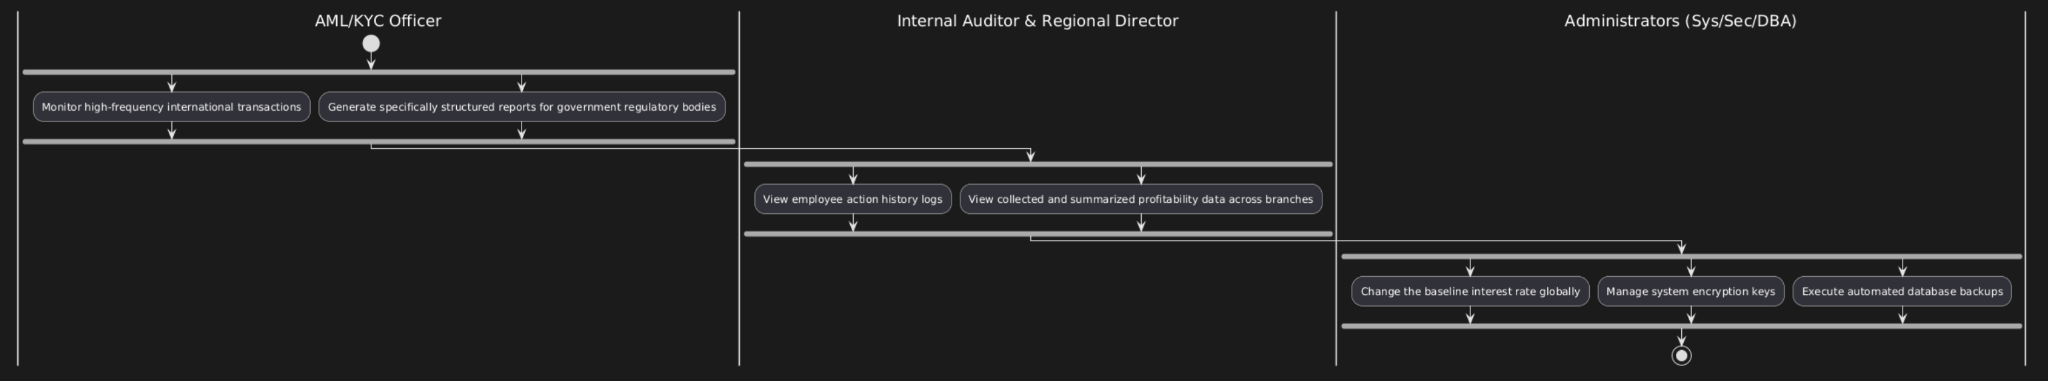 AML/KYC Officer
Internal Auditor & Regional Director
Administrators (Sys/Sec/DBA)
Monitor high-frequency international transactions
Generate specifically structured reports for government regulatory bodies
View employee action history logs
View collected and summarized profitability data across branches
Change the baseline interest rate globally
Manage system encryption keys
Execute automated database backups